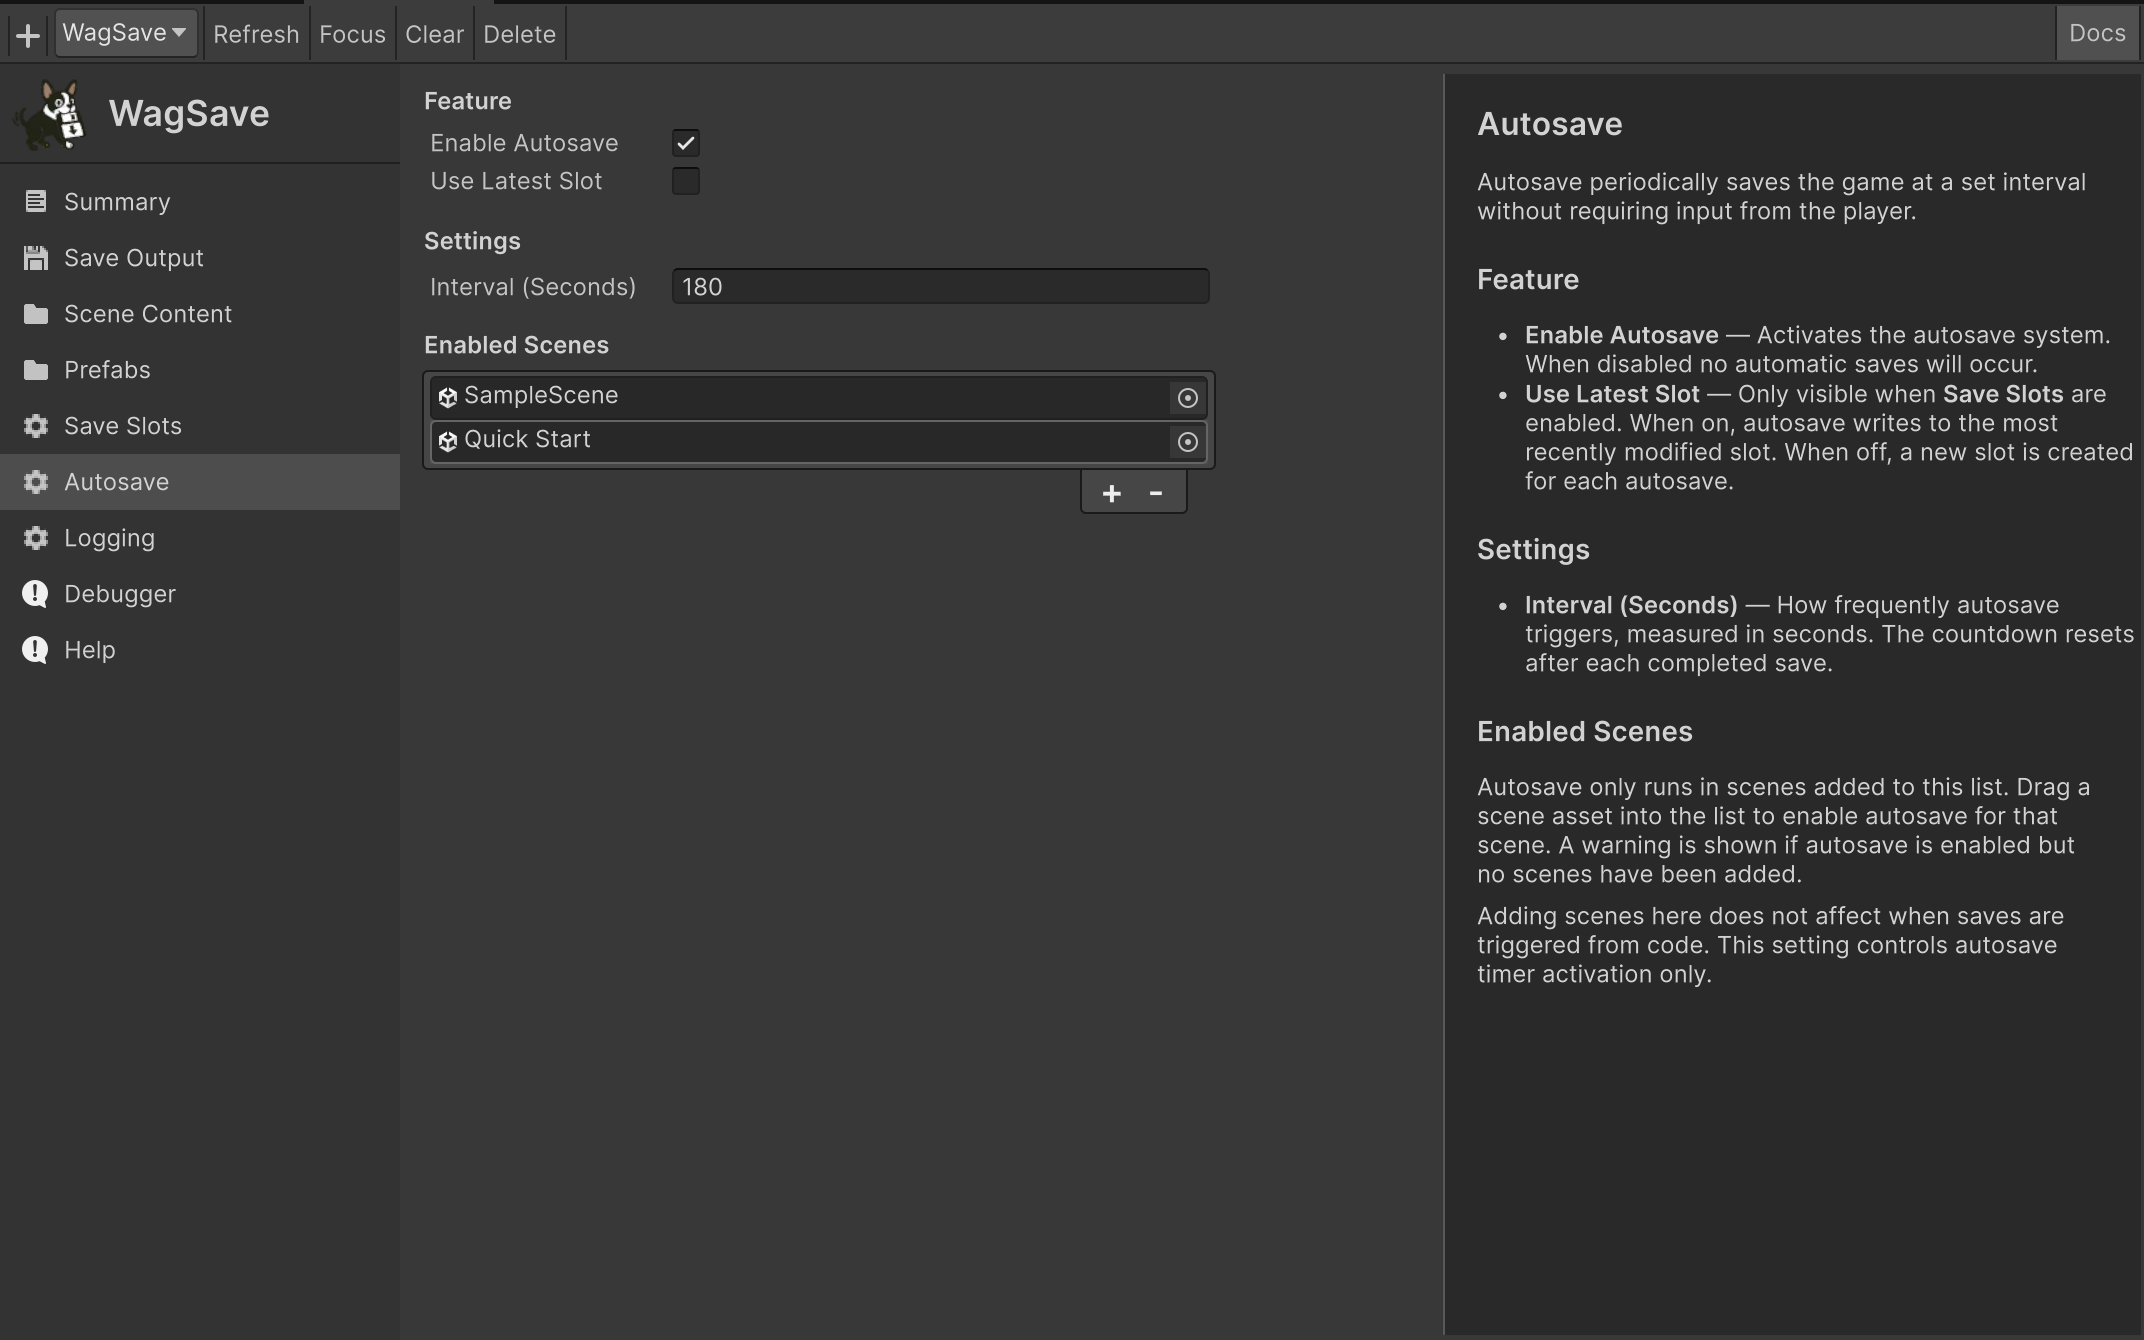 WagSave
Refresh
Focus
Clear
Delete
Docs
WagSave
Summary
Save Output
Scene Content
Prefabs
Save Slots
Autosave
Logging
Debugger
Help
Feature
Enable Autosave
Use Latest Slot
Settings
Interval (Seconds)
180
Enabled Scenes
SampleScene
Quick Start
+ -
Autosave
Autosave periodically saves the game at a set interval
without requiring input from the player.
Feature
• Enable Autosave — Activates the autosave system.
When disabled no automatic saves will occur.
• Use Latest Slot — Only visible when Save Slots are
enabled. When on, autosave writes to the most
recently modified slot. When off, a new slot is created
for each autosave.
Settings
• Interval (Seconds) — How frequently autosave
triggers, measured in seconds. The countdown resets
after each completed save.
Enabled Scenes
Autosave only runs in scenes added to this list. Drag a
scene asset into the list to enable autosave for that
scene. A warning is shown if autosave is enabled but
no scenes have been added.
Adding scenes here does not affect when saves are
triggered from code. This setting controls autosave
timer activation only.